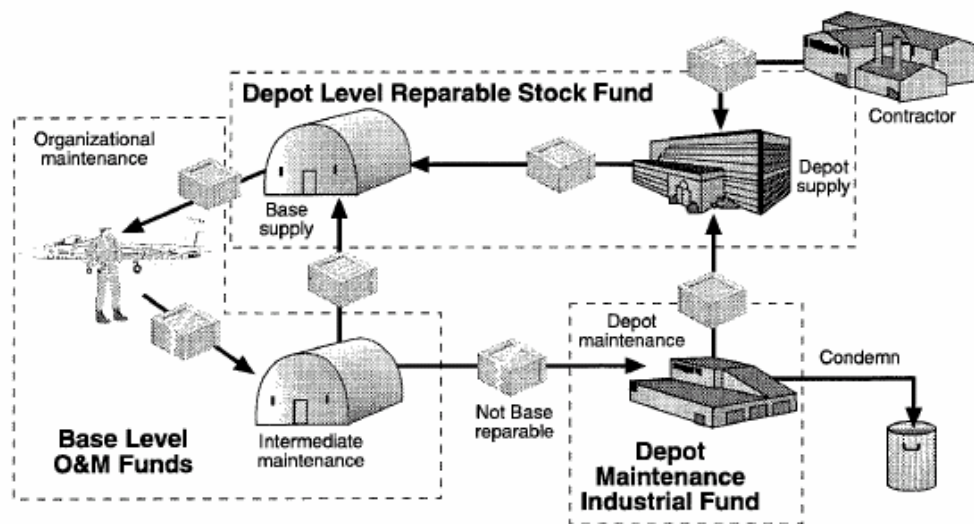 Depot Level Reparable Stock Fund
Contractor
Organizational
maintenance
Depot
supply
Base
supply
Depot
maintenance
Condemn
Not Base
reparable
Intermediate
maintenance
Base Level
O&M Funds
Depot
Maintenance
Industrial Fund